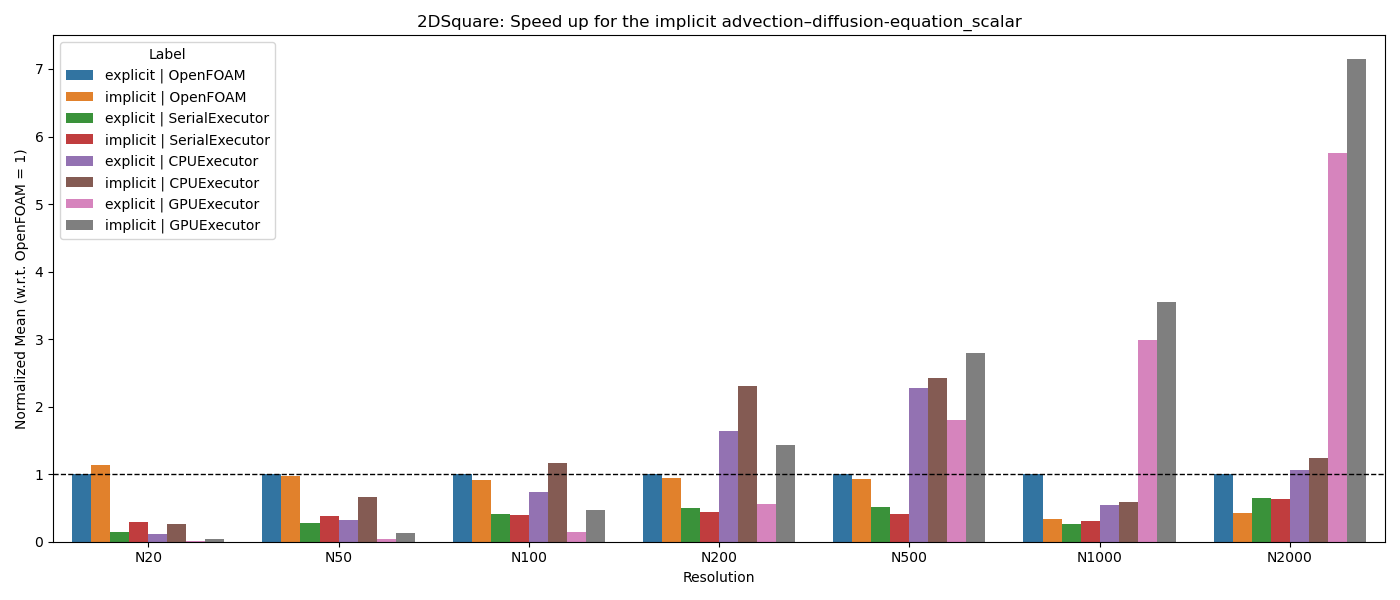 2DSquare: Speed up for the implicit advection–diffusion-equation_scalar
Normalized Mean (w.r.t. OpenFOAM = 1)
7
6
5
4
3
2
1
0
Label
explicit | OpenFOAM
implicit | OpenFOAM
explicit | SerialExecutor
implicit | SerialExecutor
explicit | CPUExecutor
implicit | CPUExecutor
explicit | GPUExecutor
implicit | GPUExecutor
N20 N50 N100 N200 N500 N1000 N2000
Resolution